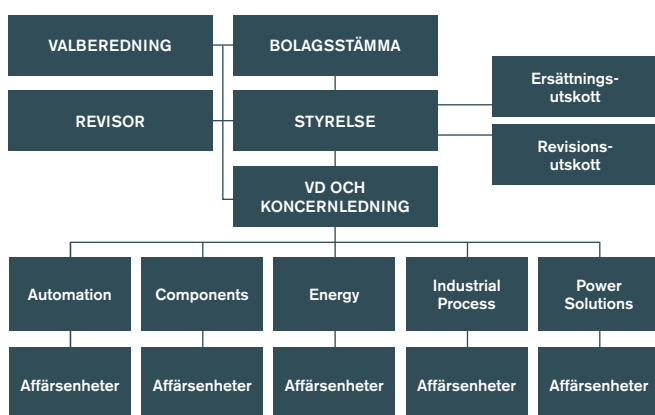 VALBEREDNING
BOLAGSSTÄMMA
REVISOR
STYRELSE
Ersättnings-
utskott
Revisions-
utskott
VD OCH
KONCERNLEDNING
Automation
Components
Energy
Industrial
Process
Power
Solutions
Affärsenheter
Affärsenheter
Affärsenheter
Affärsenheter
Affärsenheter